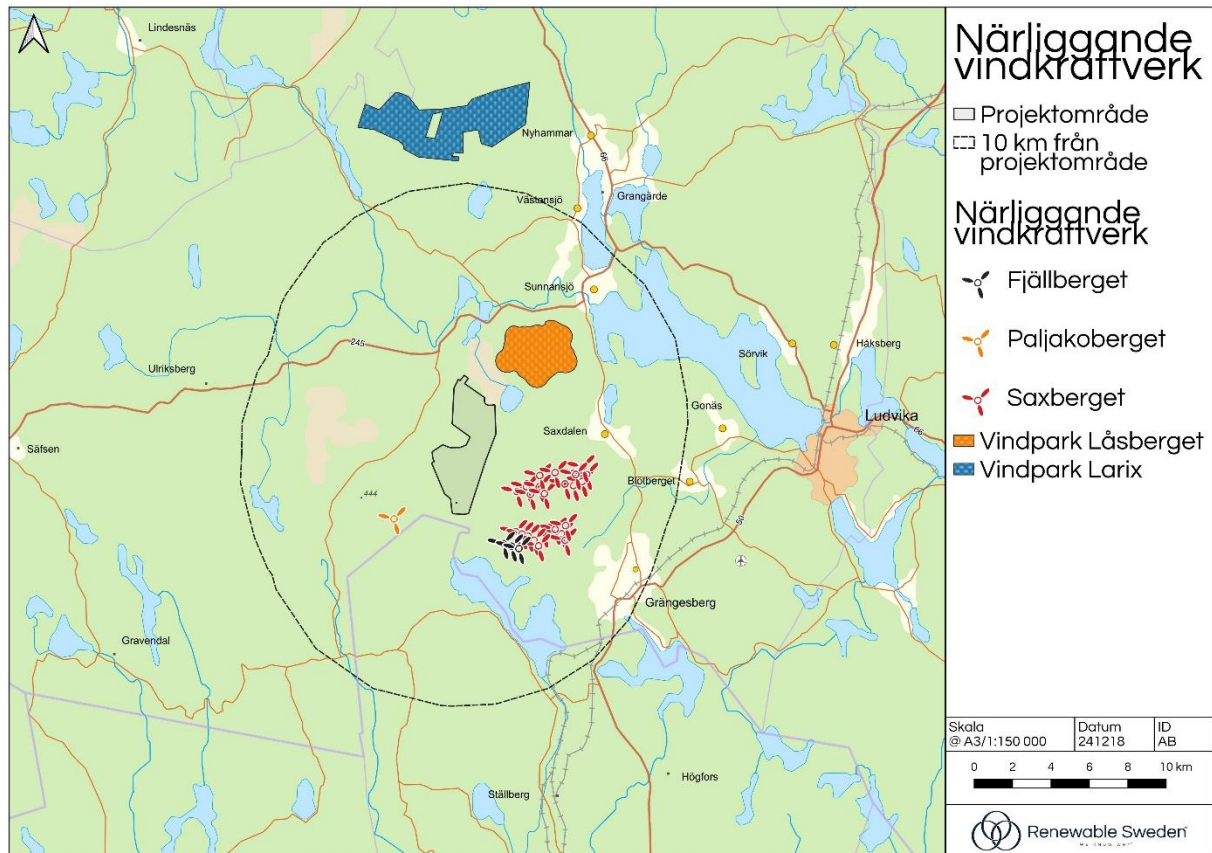 Lindesnäs
Nyhammar
66
Grangärde
Västansjö
Sunnansjö
245
Sörvik
Håksberg
Ulriksberg
Gonäs
Ludvika
66
Säfsen
Saxdalen
444
Blötberget
50
Grängesberg
Gravendal
Högfors
Ställberg
Närliggande
vindkraftverk
Projektområde
10 km från
projektområde
Närliggande
vindkraftverk
Fjällberget
Paljakoberget
Saxberget
Vindpark Låsberget
Vindpark Larix
Skala
@ A3/1:150 000
Datum
241218
ID
AB
0 2 4 6 8 10 km
Renewable Sweden